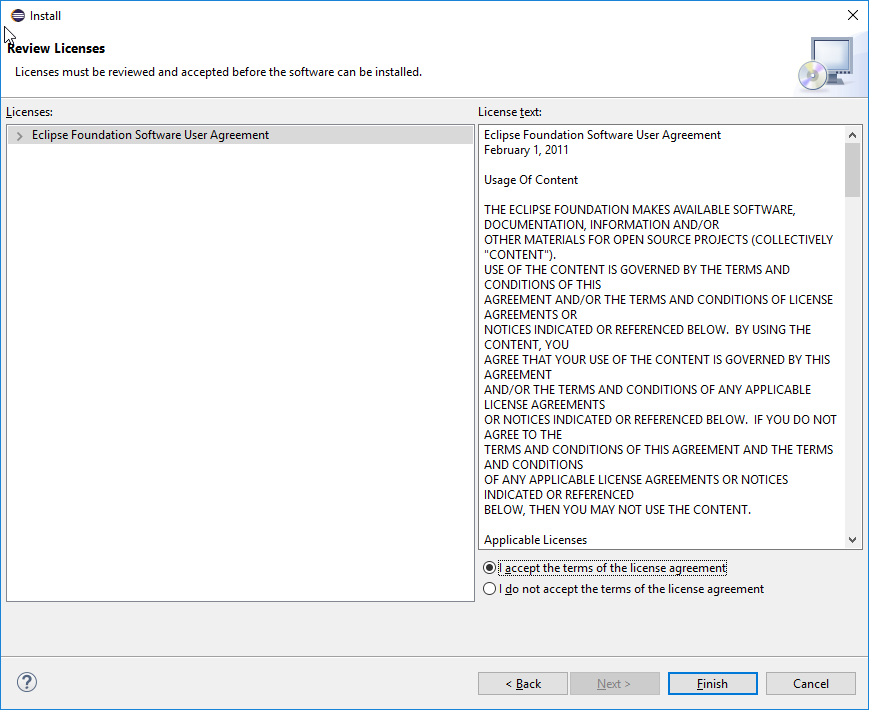 Install
Review Licenses
Licenses must be reviewed and accepted before the software can be installed.
Licenses:
Eclipse Foundation Software User Agreement
License text:
Eclipse Foundation Software User Agreement
February 1, 2011
Usage Of Content
THE ECLIPSE FOUNDATION MAKES AVAILABLE SOFTWARE,
DOCUMENTATION, INFORMATION AND/OR
OTHER MATERIALS FOR OPEN SOURCE PROJECTS (COLLECTIVELY
"CONTENT").
USE OF THE CONTENT IS GOVERNED BY THE TERMS AND
CONDITIONS OF THIS
AGREEMENT AND/OR THE TERMS AND CONDITIONS OF LICENSE
AGREEMENTS OR
NOTICES INDICATED OR REFERENCED BELOW.  BY USING THE
CONTENT, YOU
AGREE THAT YOUR USE OF THE CONTENT IS GOVERNED BY THIS
AGREEMENT
AND/OR THE TERMS AND CONDITIONS OF ANY APPLICABLE
LICENSE AGREEMENTS
OR NOTICES INDICATED OR REFERENCED BELOW.  IF YOU DO NOT
AGREE TO THE
TERMS AND CONDITIONS OF THIS AGREEMENT AND THE TERMS
AND CONDITIONS
OF ANY APPLICABLE LICENSE AGREEMENTS OR NOTICES
INDICATED OR REFERENCED
BELOW, THEN YOU MAY NOT USE THE CONTENT.
Applicable Licenses
I accept the terms of the license agreement
I do not accept the terms of the license agreement
?
< Back
Next >
Finish
Cancel